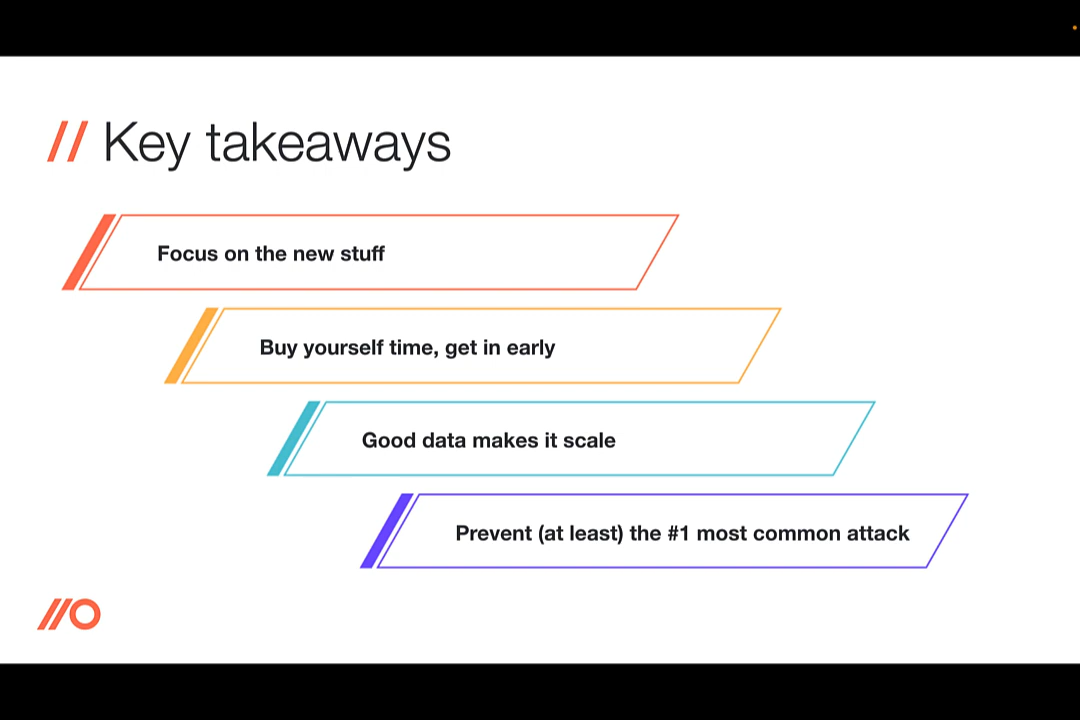 // Key takeaways
Focus on the new stuff
Buy yourself time, get in early
Good data makes it scale
Prevent (at least) the #1 most common attack
//O